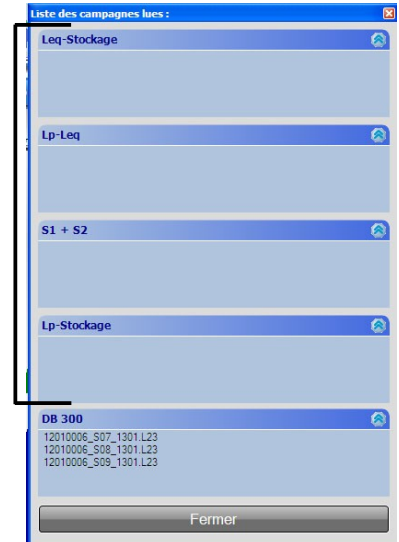 Liste des campagnes lues :
Leq-Stockage
Lp-Leq
S1 + S2
Lp-Stockage
DB 300
12010006_S07_1301.L23
12010006_S08_1301.L23
12010006_S09_1301.L23
Fermer